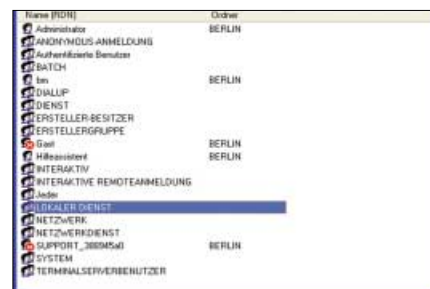 Name (RDN) Ordner
Administrator BERLIN
ANONYMOUS-ANMELDUNG
Authentifizierte Benutzer
BATCH
bm BERLIN
DIALUP
DIENST
ERSTELLER-BESITZER
ERSTELLERGRUPPE
Gast BERLIN
Hilfeassistent BERLIN
INTERAKTIV
INTERAKTIVE REMOTEANMELDUNG
Jeder
LOKALER DIENST
NETZWERK
NETZWERKDIENST
SUPPORT_388945a0 BERLIN
SYSTEM
TERMINALSERVERBENUTZER